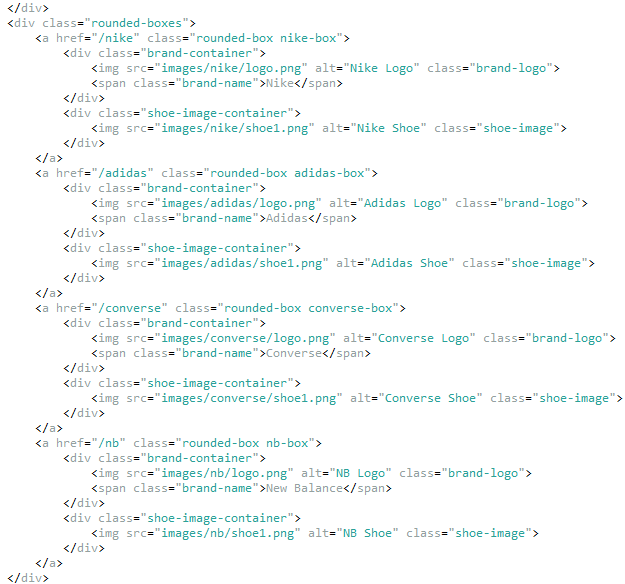 </div>
<div class="rounded-boxes">
<a href="/nike" class="rounded-box nike-box">
<div class="brand-container">
<img src="images/nike/logo.png" alt="Nike Logo" class="brand-logo">
<span class="brand-name">Nike</span>
</div>
<div class="shoe-image-container">
<img src="images/nike/shoe1.png" alt="Nike Shoe" class="shoe-image">
</div>
</a>
<a href="/adidas" class="rounded-box adidas-box">
<div class="brand-container">
<img src="images/adidas/logo.png" alt="Adidas Logo" class="brand-logo">
<span class="brand-name">Adidas</span>
</div>
<div class="shoe-image-container">
<img src="images/adidas/shoe1.png" alt="Adidas Shoe" class="shoe-image">
</div>
</a>
<a href="/converse" class="rounded-box converse-box">
<div class="brand-container">
<img src="images/converse/logo.png" alt="Converse Logo" class="brand-logo">
<span class="brand-name">Converse</span>
</div>
<div class="shoe-image-container">
<img src="images/converse/shoe1.png" alt="Converse Shoe" class="shoe-image">
</div>
</a>
<a href="/nb" class="rounded-box nb-box">
<div class="brand-container">
<img src="images/nb/logo.png" alt="NB Logo" class="brand-logo">
<span class="brand-name">New Balance</span>
</div>
<div class="shoe-image-container">
<img src="images/nb/shoe1.png" alt="NB Shoe" class="shoe-image">
</div>
</a>
</div>